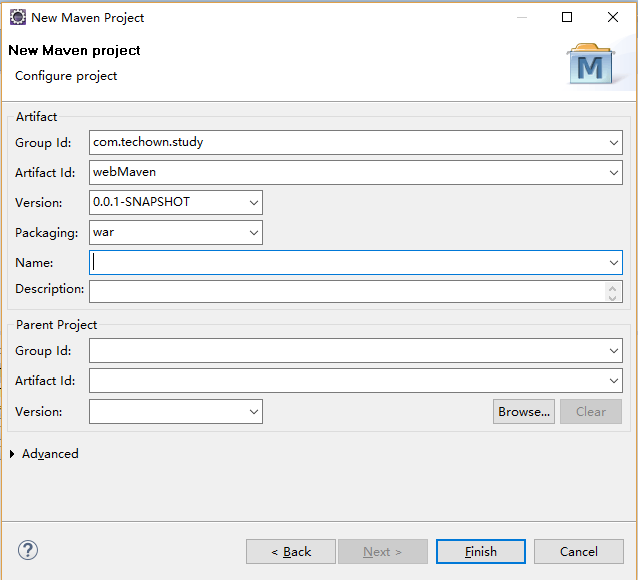 New Maven Project
New Maven project
Configure project
M
Artifact
Group Id: com.techown.study
Artifact Id: webMaven
Version: 0.0.1-SNAPSHOT
Packaging: war
Name:
Description:
Parent Project
Group Id:
Artifact Id:
Version: Browse... Clear
Advanced
? < Back Next > Finish Cancel